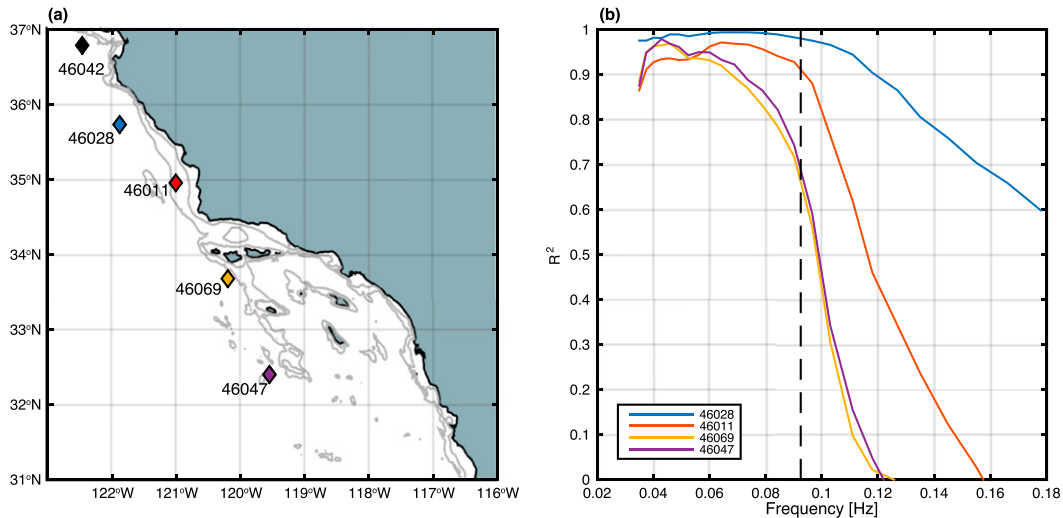 (a)
37°N
36°N
35°N
34°N
33°N
32°N
31°N
122°W
121°W
120°W
119°W
118°W
117°W
116°W
46042
46028
46011
46069
46047
(b)
R²
1
0.9
0.8
0.7
0.6
0.5
0.4
0.3
0.2
0.1
0
0.02
0.04
0.06
0.08
0.1
0.12
0.14
0.16
0.18
Frequency [Hz]
46028
46011
46069
46047